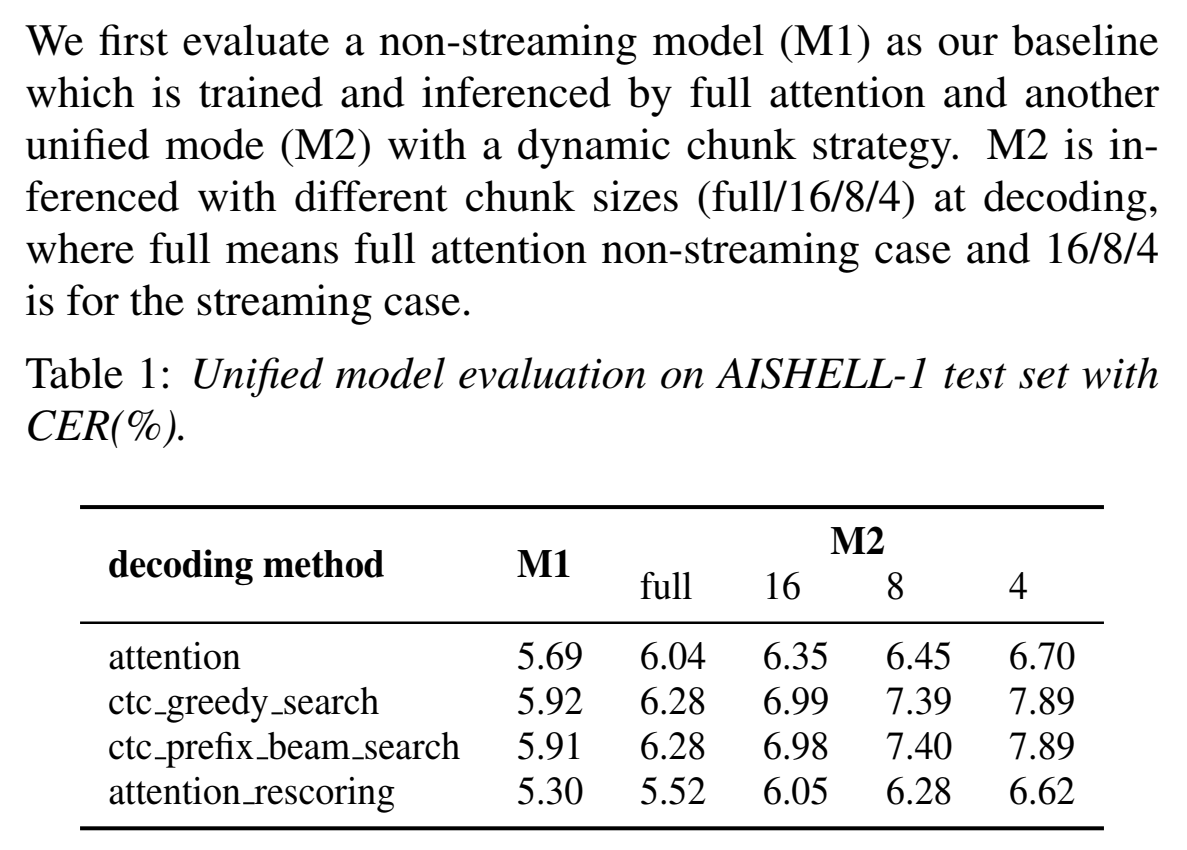 We first evaluate a non-streaming model (M1) as our baseline
which is trained and inferenced by full attention and another
unified mode (M2) with a dynamic chunk strategy. M2 is in-
ferenced with different chunk sizes (full/16/8/4) at decoding,
where full means full attention non-streaming case and 16/8/4
is for the streaming case.
Table 1: Unified model evaluation on AISHELL-1 test set with
CER(%).
decoding method M1 M2
full 16 8 4
attention 5.69 6.04 6.35 6.45 6.70
ctc_greedy_search 5.92 6.28 6.99 7.39 7.89
ctc_prefix_beam_search 5.91 6.28 6.98 7.40 7.89
attention_rescoring 5.30 5.52 6.05 6.28 6.62